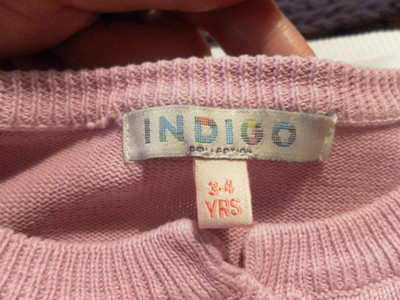 INDIGO
COLLECTION
3-4
YRS